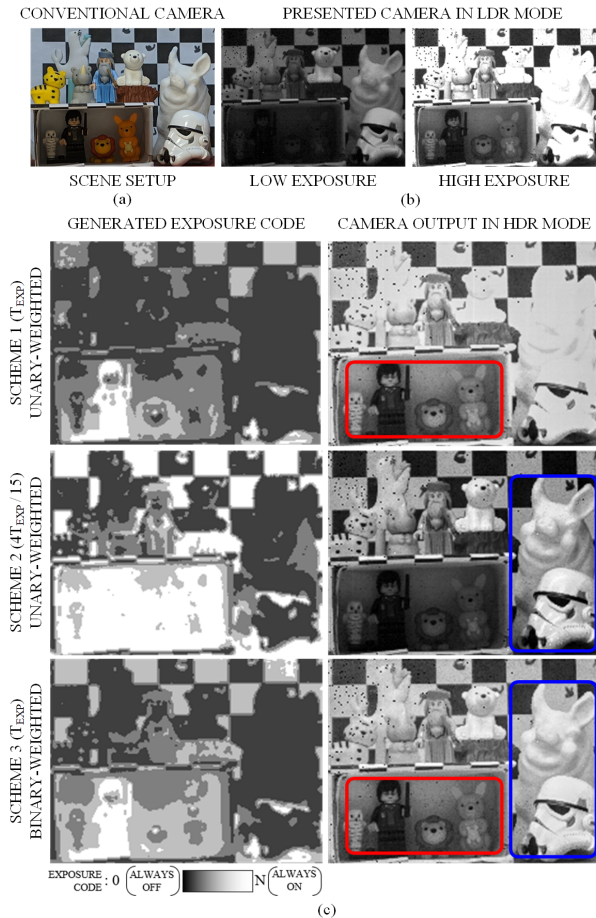 CONVENTIONAL CAMERA
PRESENTED CAMERA IN LDR MODE
SCENE SETUP
LOW EXPOSURE
HIGH EXPOSURE
(a)
(b)
GENERATED EXPOSURE CODE
CAMERA OUTPUT IN HDR MODE
SCHEME 1 (TEXP)
UNARY-WEIGHTED
SCHEME 2 (4TEXP/15)
UNARY-WEIGHTED
SCHEME 3 (TEXP)
BINARY-WEIGHTED
EXPOSURE CODE : 0 (ALWAYS OFF) N (ALWAYS ON)
(c)